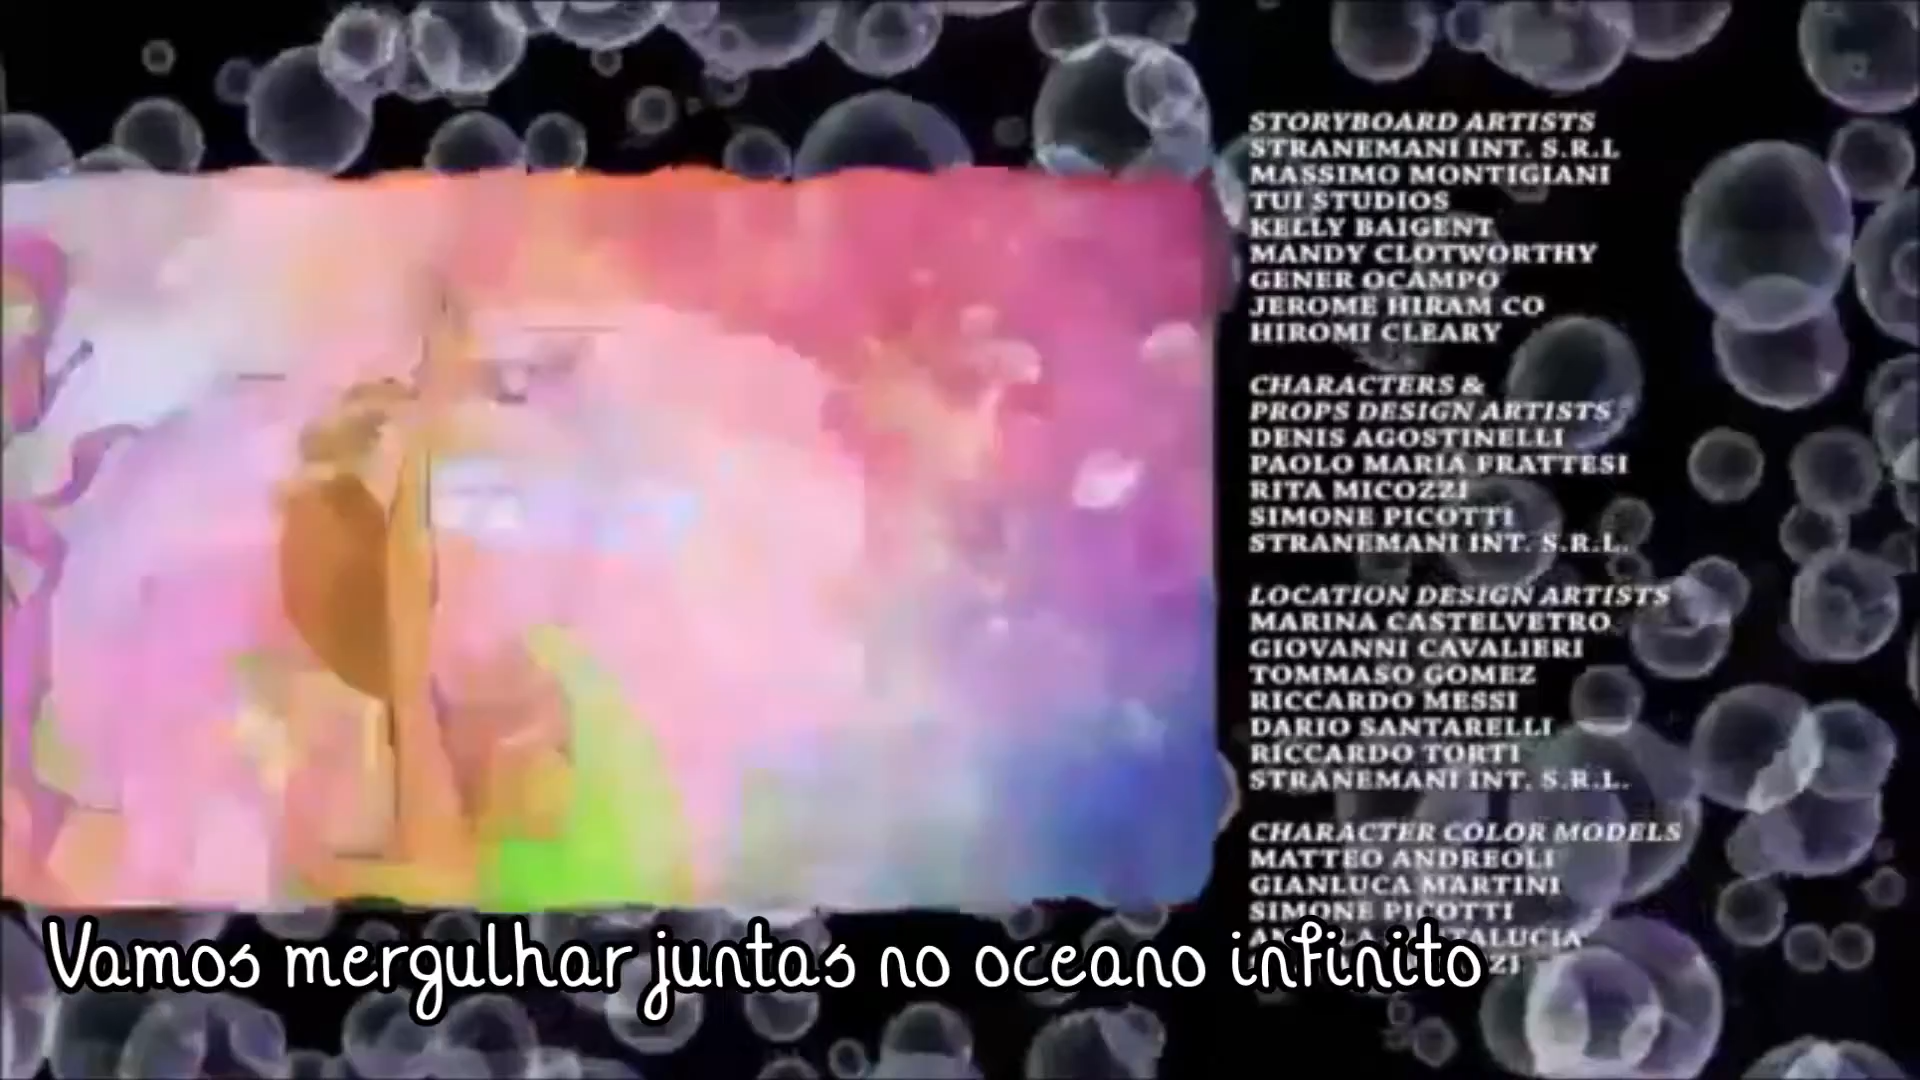 STORYBOARD ARTISTS
STRANEMANI INT. S.R.L
MASSIMO MONTIGIANI
TUI STUDIOS
KELLY BAIGENT
MANDY CLOTWORTHY
GENER OCAMPO
JEROME HIRAM CO
HIROMI CLEARY
CHARACTERS &
PROPS DESIGN ARTISTS
DENIS AGOSTINELLI
PAOLO MARIA FRATTESI
RITA MICOZZI
SIMONE PICOTTI
STRANEMANI INT. S.R.L.
LOCATION DESIGN ARTISTS
MARINA CASTELVETRO
GIOVANNI CAVALIERI
TOMMASO GOMEZ
RICCARDO MESSI
DARIO SANTARELLI
RICCARDO TORTI
STRANEMANI INT. S.R.L.
CHARACTER COLOR MODELS
MATTEO ANDREOLI
GIANLUCA MARTINI
SIMONE PICOTTI
Vamos mergulhar juntas no oceano infinito